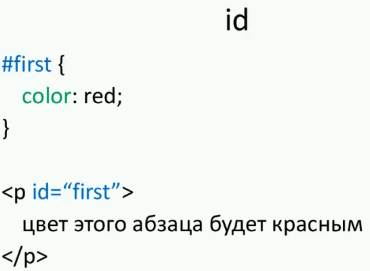 id
#first {
color: red;
}
<p id=“first”>
цвет этого абзаца будет красным
</p>